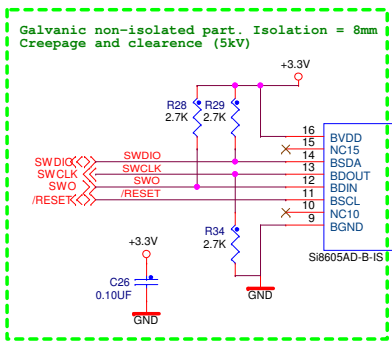 Galvanic non-isolated part. Isolation = 8mm
Creepage and clearence (5kV)
+3.3V
R28
2.7K
R29
2.7K
16
BVDD
15
NC15
SWDIO
SWDIO
14
BSDA
SWCLK
SWCLK
13
BDOUT
SWO
SWO
12
BDIN
/RESET
/RESET
11
BSCL
10
NC10
9
BGND
R34
2.7K
Si8605AD-B-IS
+3.3V
C26
0.10UF
GND
GND